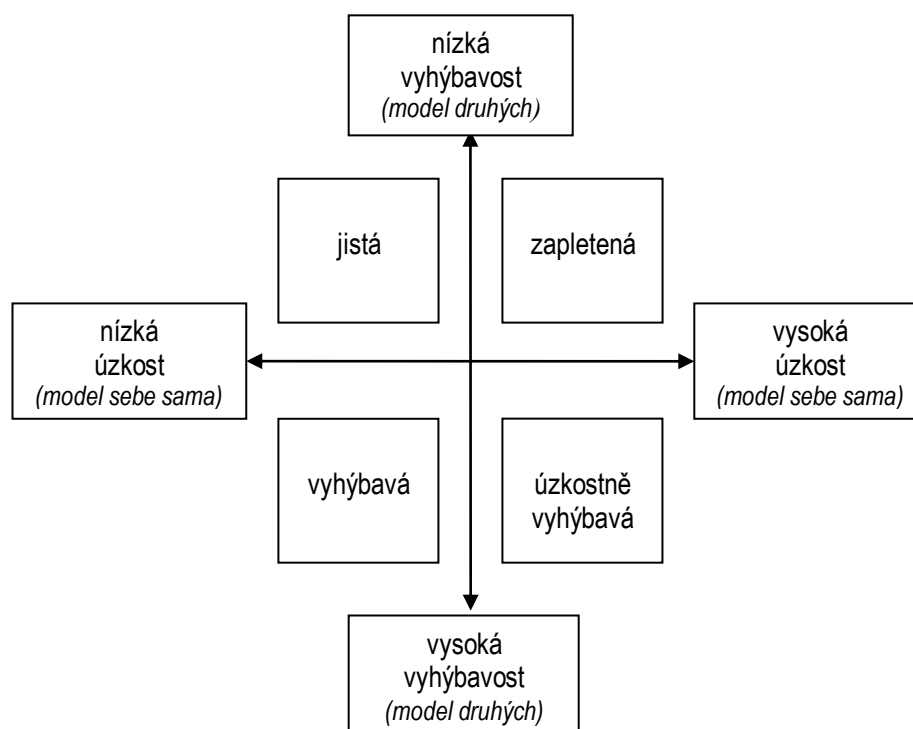 nízká
vyhýbavost
(model druhých)
jistá
zapletená
nízká
úzkost
(model sebe sama)
vysoká
úzkost
(model sebe sama)
vyhýbavá
úzkostně
vyhýbavá
vysoká
vyhýbavost
(model druhých)